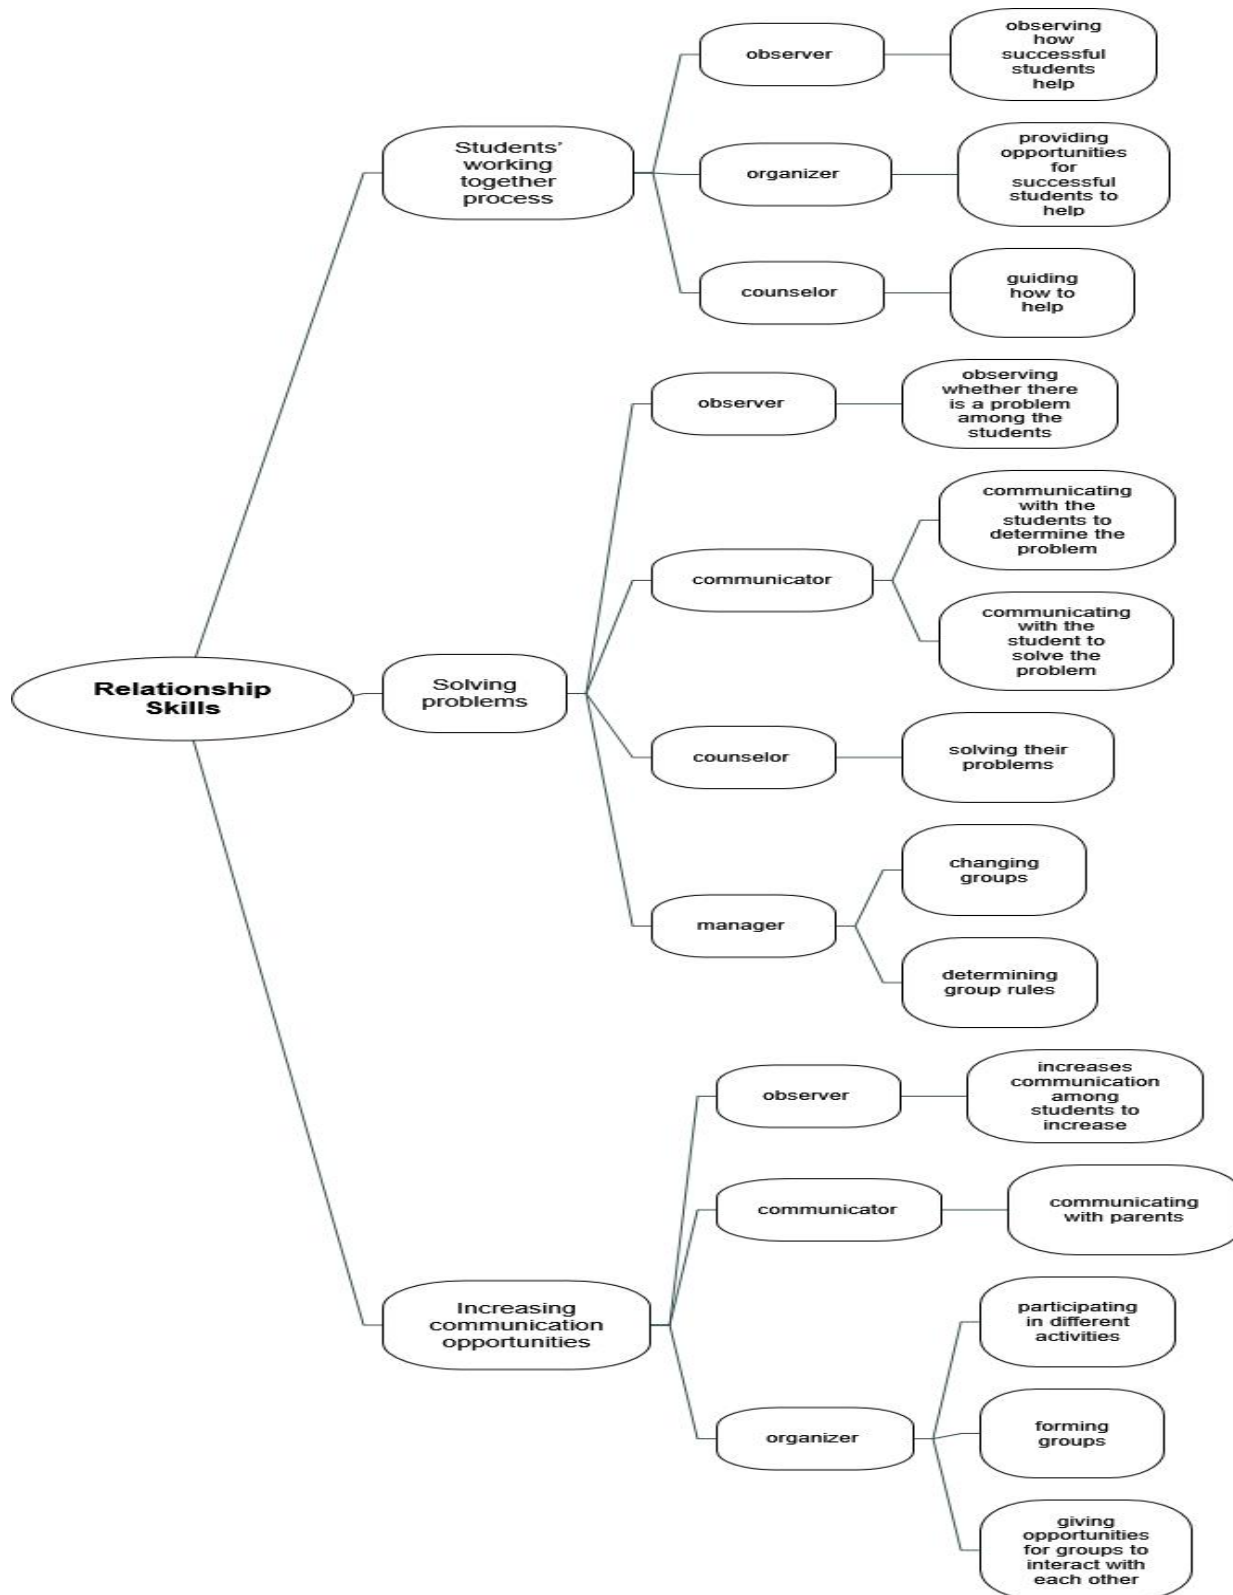 observer
observing
how
successful
students
help
Students'
working
together
process
organizer
providing
opportunities
for
successful
students to
help
counselor
guiding
how to
help
observer
observing
whether there
is a problem
among the
students
communicator
communicating
with the
students to
determine the
problem
communicating
with the
student to
solve the
problem
Relationship
Skills
Solving
problems
counselor
solving their
problems
manager
changing
groups
determining
group rules
observer
increases
communication
among
students to
increase
communicator
communicating
with parents
Increasing
communication
opportunities
organizer
participating
in different
activities
forming
groups
giving
opportunities
for groups to
interact with
each other